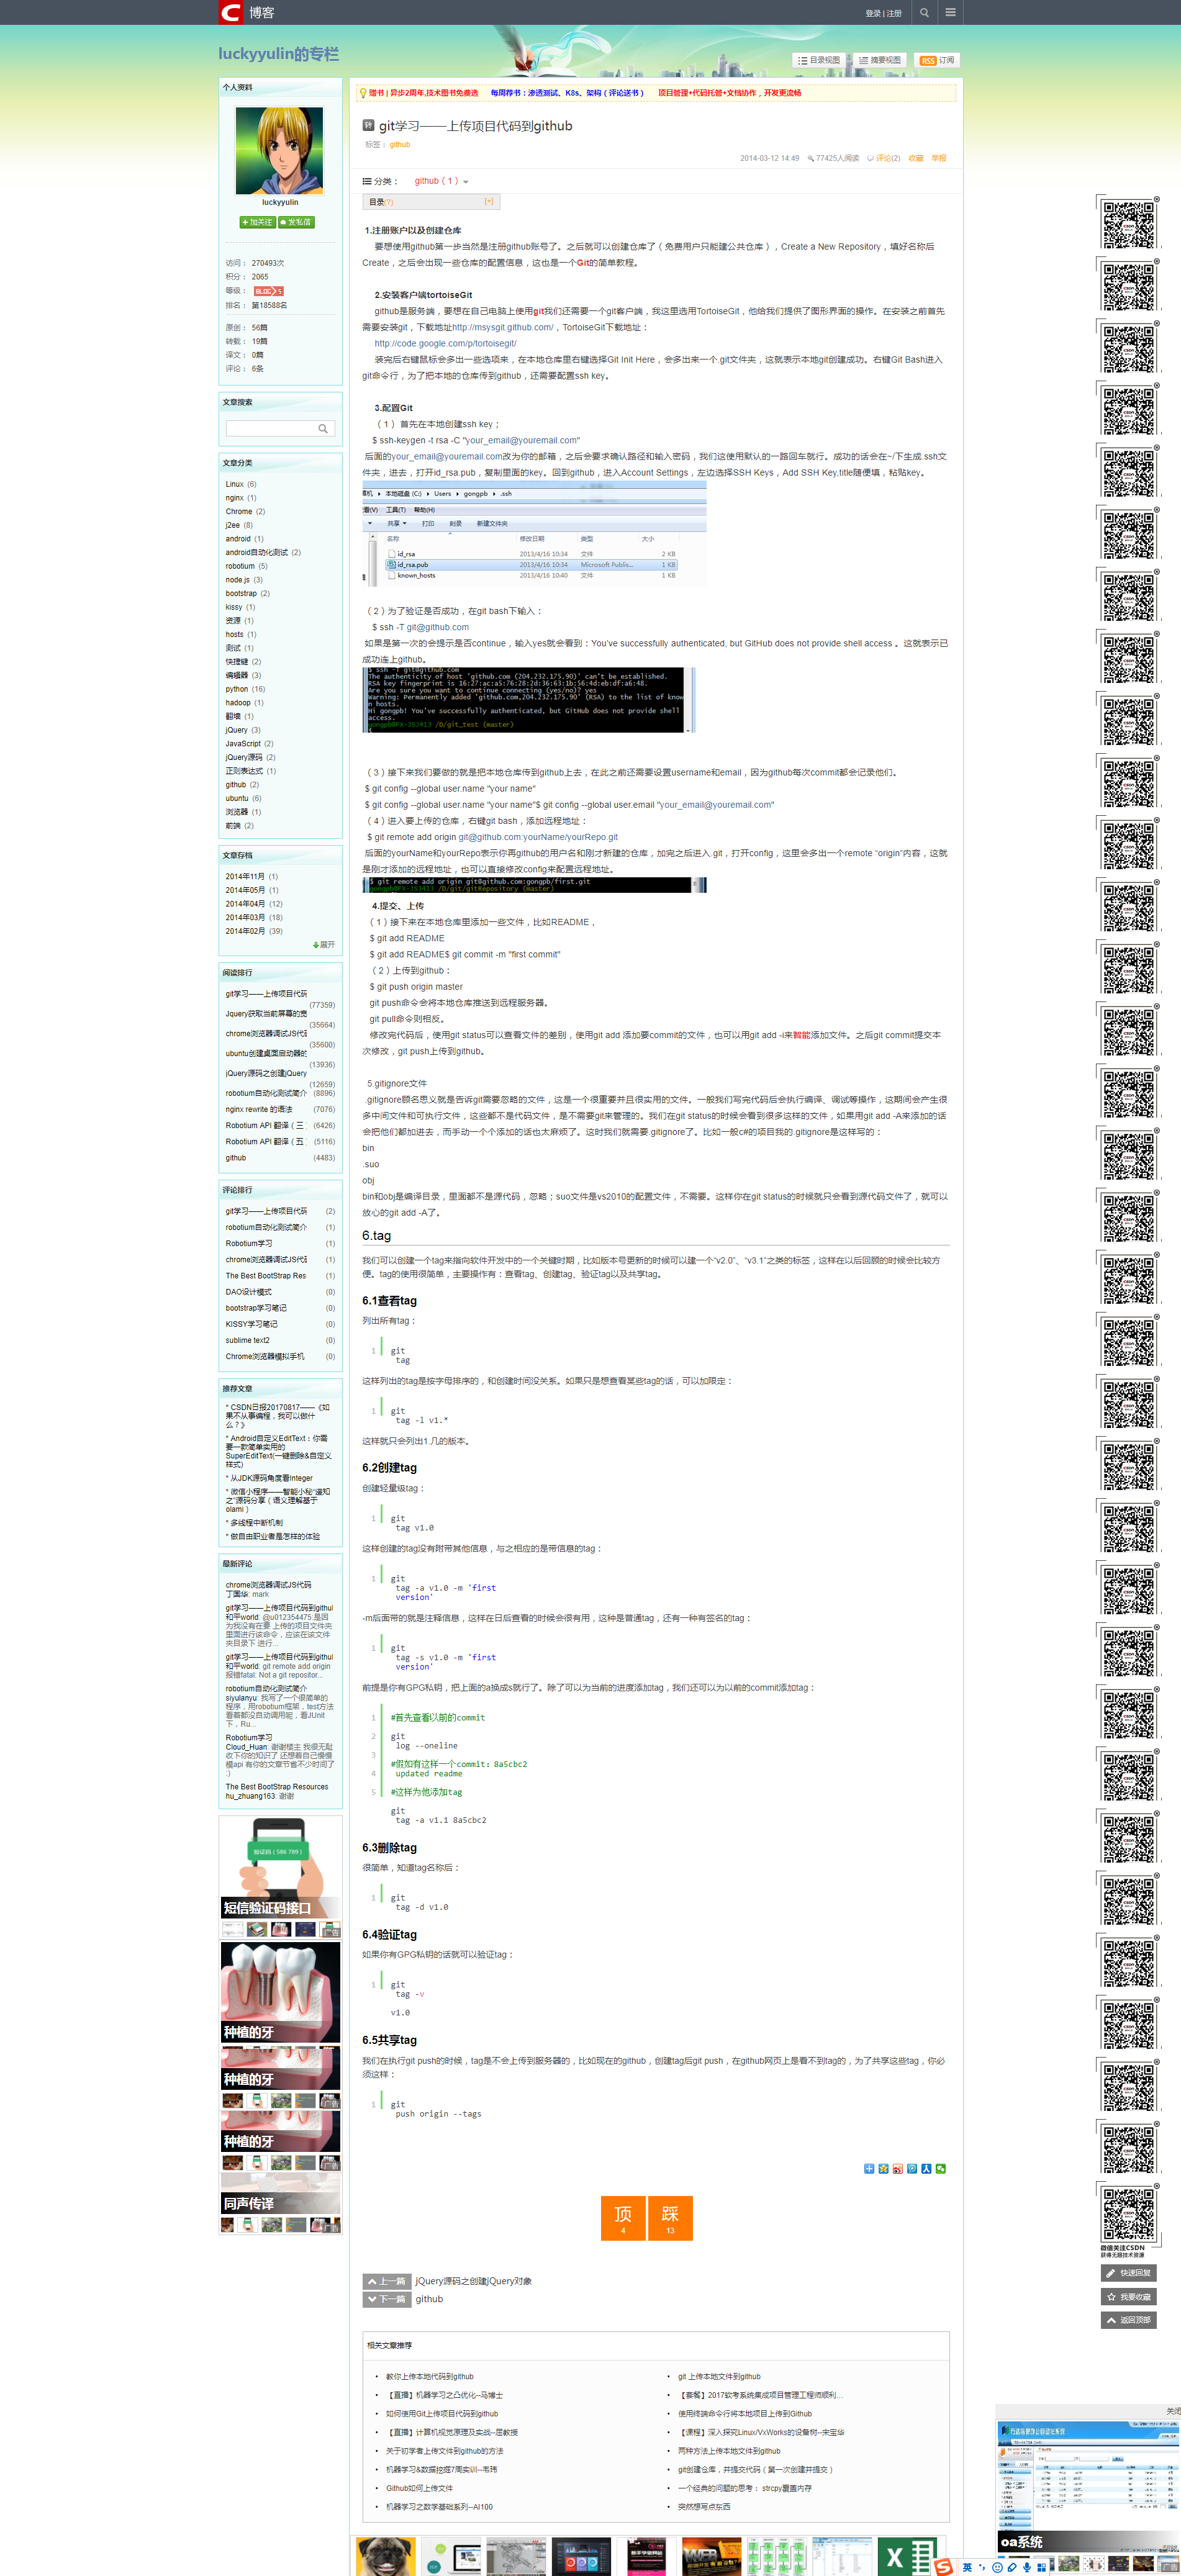 博客
登录 | 注册
luckyyulin的专栏
目录视图
摘要视图
RSS 订阅
个人资料
luckyyulin
加关注 发私信
访问： 270493次
积分： 2065
等级： BLOG 5
排名： 第18588名
原创： 56篇
转载： 19篇
译文： 0篇
评论： 6条
文章搜索
文章分类
Linux (6)
nginx (1)
Chrome (2)
j2ee (8)
android (1)
android自动化测试 (2)
robotium (5)
node.js (3)
bootstrap (2)
kissy (1)
资源 (1)
hosts (1)
测试 (1)
快捷键 (2)
编辑器 (3)
python (16)
hadoop (1)
翻墙 (1)
jQuery (3)
JavaScript (2)
jQuery源码 (2)
正则表达式 (1)
github (2)
ubuntu (6)
浏览器 (1)
前端 (2)
文章存档
2014年11月 (1)
2014年05月 (1)
2014年04月 (12)
2014年03月 (18)
2014年02月 (39)
展开
阅读排行
git学习——上传项目代码
(77359)
Jquery获取当前屏幕的宽
(35664)
chrome浏览器调试JS代码
(35600)
ubuntu创建桌面启动器的
(13936)
jQuery源码之创建jQuery
(12659)
robotium自动化测试简介 (8896)
nginx rewrite 的语法 (7076)
Robotium API 翻译（三 (6426)
Robotium API 翻译（五 (5116)
github (4483)
评论排行
git学习——上传项目代码 (2)
robotium自动化测试简介 (1)
Robotium学习 (1)
chrome浏览器调试JS代码 (1)
The Best BootStrap Res (1)
DAO设计模式 (0)
bootstrap学习笔记 (0)
KISSY学习笔记 (0)
sublime text2 (0)
Chrome浏览器模拟手机 (0)
推荐文章
* CSDN日报20170817——《如
果不从事编程，我可以做什
么？》
* Android自定义EditText：你需
要一款简单实用的
SuperEditText(一键删除&自定义
样式)
* 从JDK源码角度看Integer
* 微信小程序——智能小秘“遥知
之”源码分享（语义理解基于
olami）
* 多线程中断机制
* 做自由职业者是怎样的体验
最新评论
chrome浏览器调试JS代码
丁国华: mark
git学习——上传项目代码到github
和平world: @u012354475:是因
为我没有在要 上传的项目文件夹
里面进行该命令，应该在该文件
夹目录下 进行...
git学习——上传项目代码到github
和平world: git remote add origin
报错fatal: Not a git repositor...
robotium自动化测试简介
siyulanyu: 我写了一个很简单的
程序，用robotium框架，test方法
看着都没自动调用呢，看JUnit
下，Ru...
Robotium学习
Cloud_Huan: 谢谢楼主 我很无耻
收下你的知识了 还想着自己慢慢
摸api 有你的文章节省不少时间了
:)
The Best BootStrap Resources
hu_zhuang163: 谢谢
验证码 ( 586 789 )
短信验证码接口
广告
种植的牙
种植的牙
广告
种植的牙
广告
同声传译
广告
赠书 | 异步2周年,技术图书免费选 每周荐书：渗透测试、K8s、架构（评论送书） 项目管理+代码托管+文档协作，开发更流畅
转 git学习——上传项目代码到github
标签： github
2014-03-12 14:49 77425人阅读 评论(2) 收藏 举报
分类： github（1）
目录(?) [+]
1.注册账户以及创建仓库
要想使用github第一步当然是注册github账号了。之后就可以创建仓库了（免费用户只能建公共仓库），Create a New Repository，填好名称后
Create，之后会出现一些仓库的配置信息，这也是一个Git的简单教程。
2.安装客户端tortoiseGit
github是服务端，要想在自己电脑上使用git我们还需要一个git客户端，我这里选用TortoiseGit，他给我们提供了图形界面的操作。在安装之前首先
需要安装git，下载地址http://msysgit.github.com/，TortoiseGit下载地址：
http://code.google.com/p/tortoisegit/
装完后右键鼠标会多出一些选项来，在本地仓库里右键选择Git Init Here，会多出来一个.git文件夹，这就表示本地git创建成功。右键Git Bash进入
git命令行，为了把本地的仓库传到github，还需要配置ssh key。
3.配置Git
（1）首先在本地创建ssh key；
$ ssh-keygen -t rsa -C "your_email@youremail.com"
后面的your_email@youremail.com改为你的邮箱，之后会要求确认路径和输入密码，我们这使用默认的一路回车就行。成功的话会在~/下生成.ssh文
件夹，进去，打开id_rsa.pub，复制里面的key。回到github，进入Account Settings，左边选择SSH Keys，Add SSH Key,title随便填，粘贴key。
本地磁盘 (C:) Users gongpb .ssh
工具(T) 帮助(H)
共享 打印 刻录 新建文件夹
名称 修改日期 类型 大小
id_rsa 2013/4/16 10:34 文件 2 KB
id_rsa.pub 2013/4/16 10:34 Microsoft Publis... 1 KB
known_hosts 2013/4/16 10:40 文件 1 KB
（2）为了验证是否成功，在git bash下输入：
$ ssh -T git@github.com
如果是第一次的会提示是否continue，输入yes就会看到：You've successfully authenticated, but GitHub does not provide shell access 。这就表示已
成功连上github。
$ ssh -T git@github.com
The authenticity of host 'github.com (204.232.175.90)' can't be established.
RSA key fingerprint is 16:27:ac:a5:76:28:2d:36:63:1b:56:4d:eb:df:a6:48.
Are you sure you want to continue connecting (yes/no)? yes
Warning: Permanently added 'github.com,204.232.175.90' (RSA) to the list of know
n hosts.
Hi gongpb! You've successfully authenticated, but GitHub does not provide shell
access.
gongpb@FX-JSJ413 /D/git_test (master)
（3）接下来我们要做的就是把本地仓库传到github上去，在此之前还需要设置username和email，因为github每次commit都会记录他们。
$ git config --global user.name "your name"
$ git config --global user.name "your name"$ git config --global user.email "your_email@youremail.com"
（4）进入要上传的仓库，右键git bash，添加远程地址：
$ git remote add origin git@github.com:yourName/yourRepo.git
后面的yourName和yourRepo表示你再github的用户名和刚才新建的仓库，加完之后进入.git，打开config，这里会多出一个remote “origin”内容，这就
是刚才添加的远程地址，也可以直接修改config来配置远程地址。
$ git remote add origin git@github.com:gongpb/first.git
gongpb@FX-JSJ413 /D/git/gitRepository (master)
4.提交、上传
（1）接下来在本地仓库里添加一些文件，比如README，
$ git add README
$ git add README$ git commit -m "first commit"
（2）上传到github：
$ git push origin master
git push命令会将本地仓库推送到远程服务器。
git pull命令则相反。
修改完代码后，使用git status可以查看文件的差别，使用git add 添加要commit的文件，也可以用git add -i来智能添加文件。之后git commit提交本
次修改，git push上传到github。
5.gitignore文件
.gitignore顾名思义就是告诉git需要忽略的文件，这是一个很重要并且很实用的文件。一般我们写完代码后会执行编译、调试等操作，这期间会产生很
多中间文件和可执行文件，这些都不是代码文件，是不需要git来管理的。我们在git status的时候会看到很多这样的文件，如果用git add -A来添加的话
会把他们都加进去，而手动一个个添加的话也太麻烦了。这时我们就需要.gitignore了。比如一般c#的项目我的.gitignore是这样写的：
bin
.suo
obj
bin和obj是编译目录，里面都不是源代码，忽略；suo文件是vs2010的配置文件，不需要。这样你在git status的时候就只会看到源代码文件了，就可以
放心的git add -A了。
6.tag
我们可以创建一个tag来指向软件开发中的一个关键时期，比如版本号更新的时候可以建一个“v2.0”、“v3.1”之类的标签，这样在以后回顾的时候会比较方
便。tag的使用很简单，主要操作有：查看tag、创建tag、验证tag以及共享tag。
6.1查看tag
列出所有tag：
1 git
tag
这样列出的tag是按字母排序的，和创建时间没关系。如果只是想查看某些tag的话，可以加限定：
1 git
tag -l v1.*
这样就只会列出1.几的版本。
6.2创建tag
创建轻量级tag：
1 git
tag v1.0
这样创建的tag没有附带其他信息，与之相应的是带信息的tag：
1 git
tag -a v1.0 -m 'first
version'
-m后面带的就是注释信息，这样在日后查看的时候会很有用，这种是普通tag，还有一种有签名的tag：
1 git
tag -s v1.0 -m 'first
version'
前提是你有GPG私钥，把上面的a换成s就行了。除了可以为当前的进度添加tag，我们还可以为以前的commit添加tag：
1 #首先查看以前的commit
2 git
log --oneline
3
#假如有这样一个commit：8a5cbc2
4 updated readme
5 #这样为他添加tag
git
tag -a v1.1 8a5cbc2
6.3删除tag
很简单，知道tag名称后：
1 git
tag -d v1.0
6.4验证tag
如果你有GPG私钥的话就可以验证tag：
1 git
tag -v
v1.0
6.5共享tag
我们在执行git push的时候，tag是不会上传到服务器的，比如现在的github，创建tag后git push，在github网页上是看不到tag的，为了共享这些tag，你必
须这样：
1 git
push origin --tags
顶
4
踩
13
上一篇 jQuery源码之创建jQuery对象
下一篇 github
相关文章推荐
• 教你上传本地代码到github
• git 上传本地文件到github
• 【直播】机器学习之凸优化--马博士
• 【套餐】2017软考系统集成项目管理工程师顺利...
• 如何使用Git上传项目代码到github
• 使用终端命令行将本地项目上传到Github
• 【直播】计算机视觉原理及实战--屈教授
• 【课程】深入探究Linux/VxWorks的设备树--宋宝华
• 关于初学者上传文件到github的方法
• 两种方法上传本地文件到github
• 机器学习&数据挖掘7周实训--韦玮
• git创建仓库，并提交代码（第一次创建并提交）
• Github如何上传文件
• 一个经典的问题的思考： strcpy覆盖内存
• 机器学习之数学基础系列--AI100
• 突然想写点东西
微信关注CSDN
获得无限技术资源
快速回复
我要收藏
返回顶部
关闭
oa系统
英